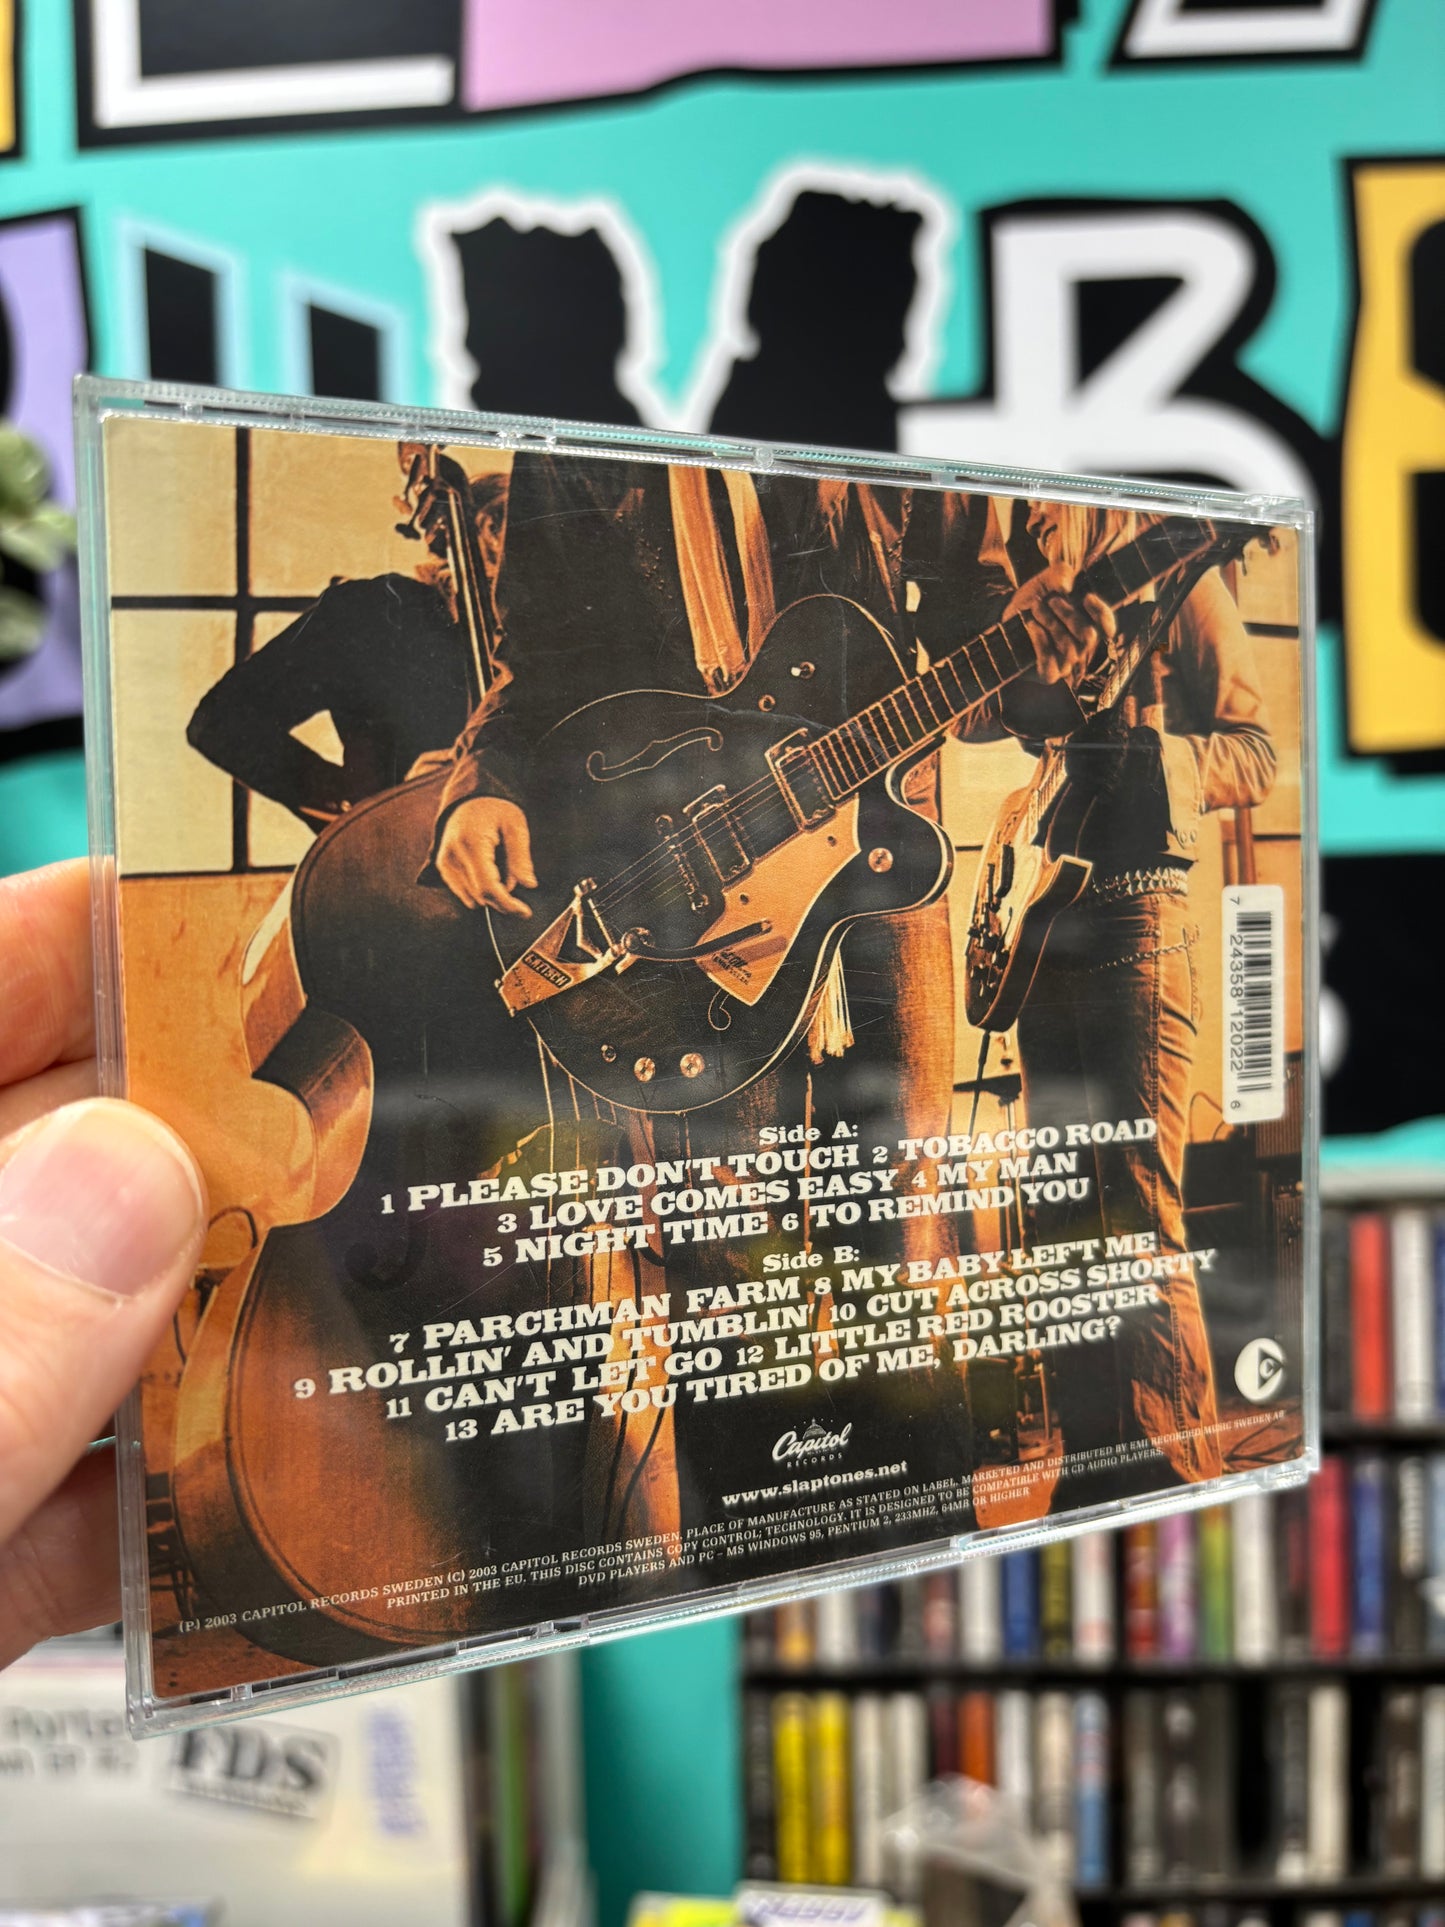 GRETSCH
7 24358 12022 6
Side A:
1 PLEASE DON'T TOUCH 2 TOBACCO ROAD
3 LOVE COMES EASY 4 MY MAN
5 NIGHT TIME 6 TO REMIND YOU
Side B:
7 PARCHMAN FARM 8 MY BABY LEFT ME
9 ROLLIN' AND TUMBLIN' 10 CUT ACROSS SHORTY
11 CAN'T LET GO 12 LITTLE RED ROOSTER
13 ARE YOU TIRED OF ME, DARLING?
Capitol
RECORDS
www.slaptones.net
(P) 2003 CAPITOL RECORDS SWEDEN (C) 2003 CAPITOL RECORDS SWEDEN. PLACE OF MANUFACTURE AS STATED ON LABEL. MARKETED AND DISTRIBUTED BY EMI RECORDED MUSIC SWEDEN AB
PRINTED IN THE EU. THIS DISC CONTAINS COPY CONTROL; TECHNOLOGY. IT IS DESIGNED TO BE COMPATIBLE WITH CD AUDIO PLAYERS,
DVD PLAYERS AND PC – MS WINDOWS 95, PENTIUM 2, 233MHZ, 64MB OR HIGHER
FDS